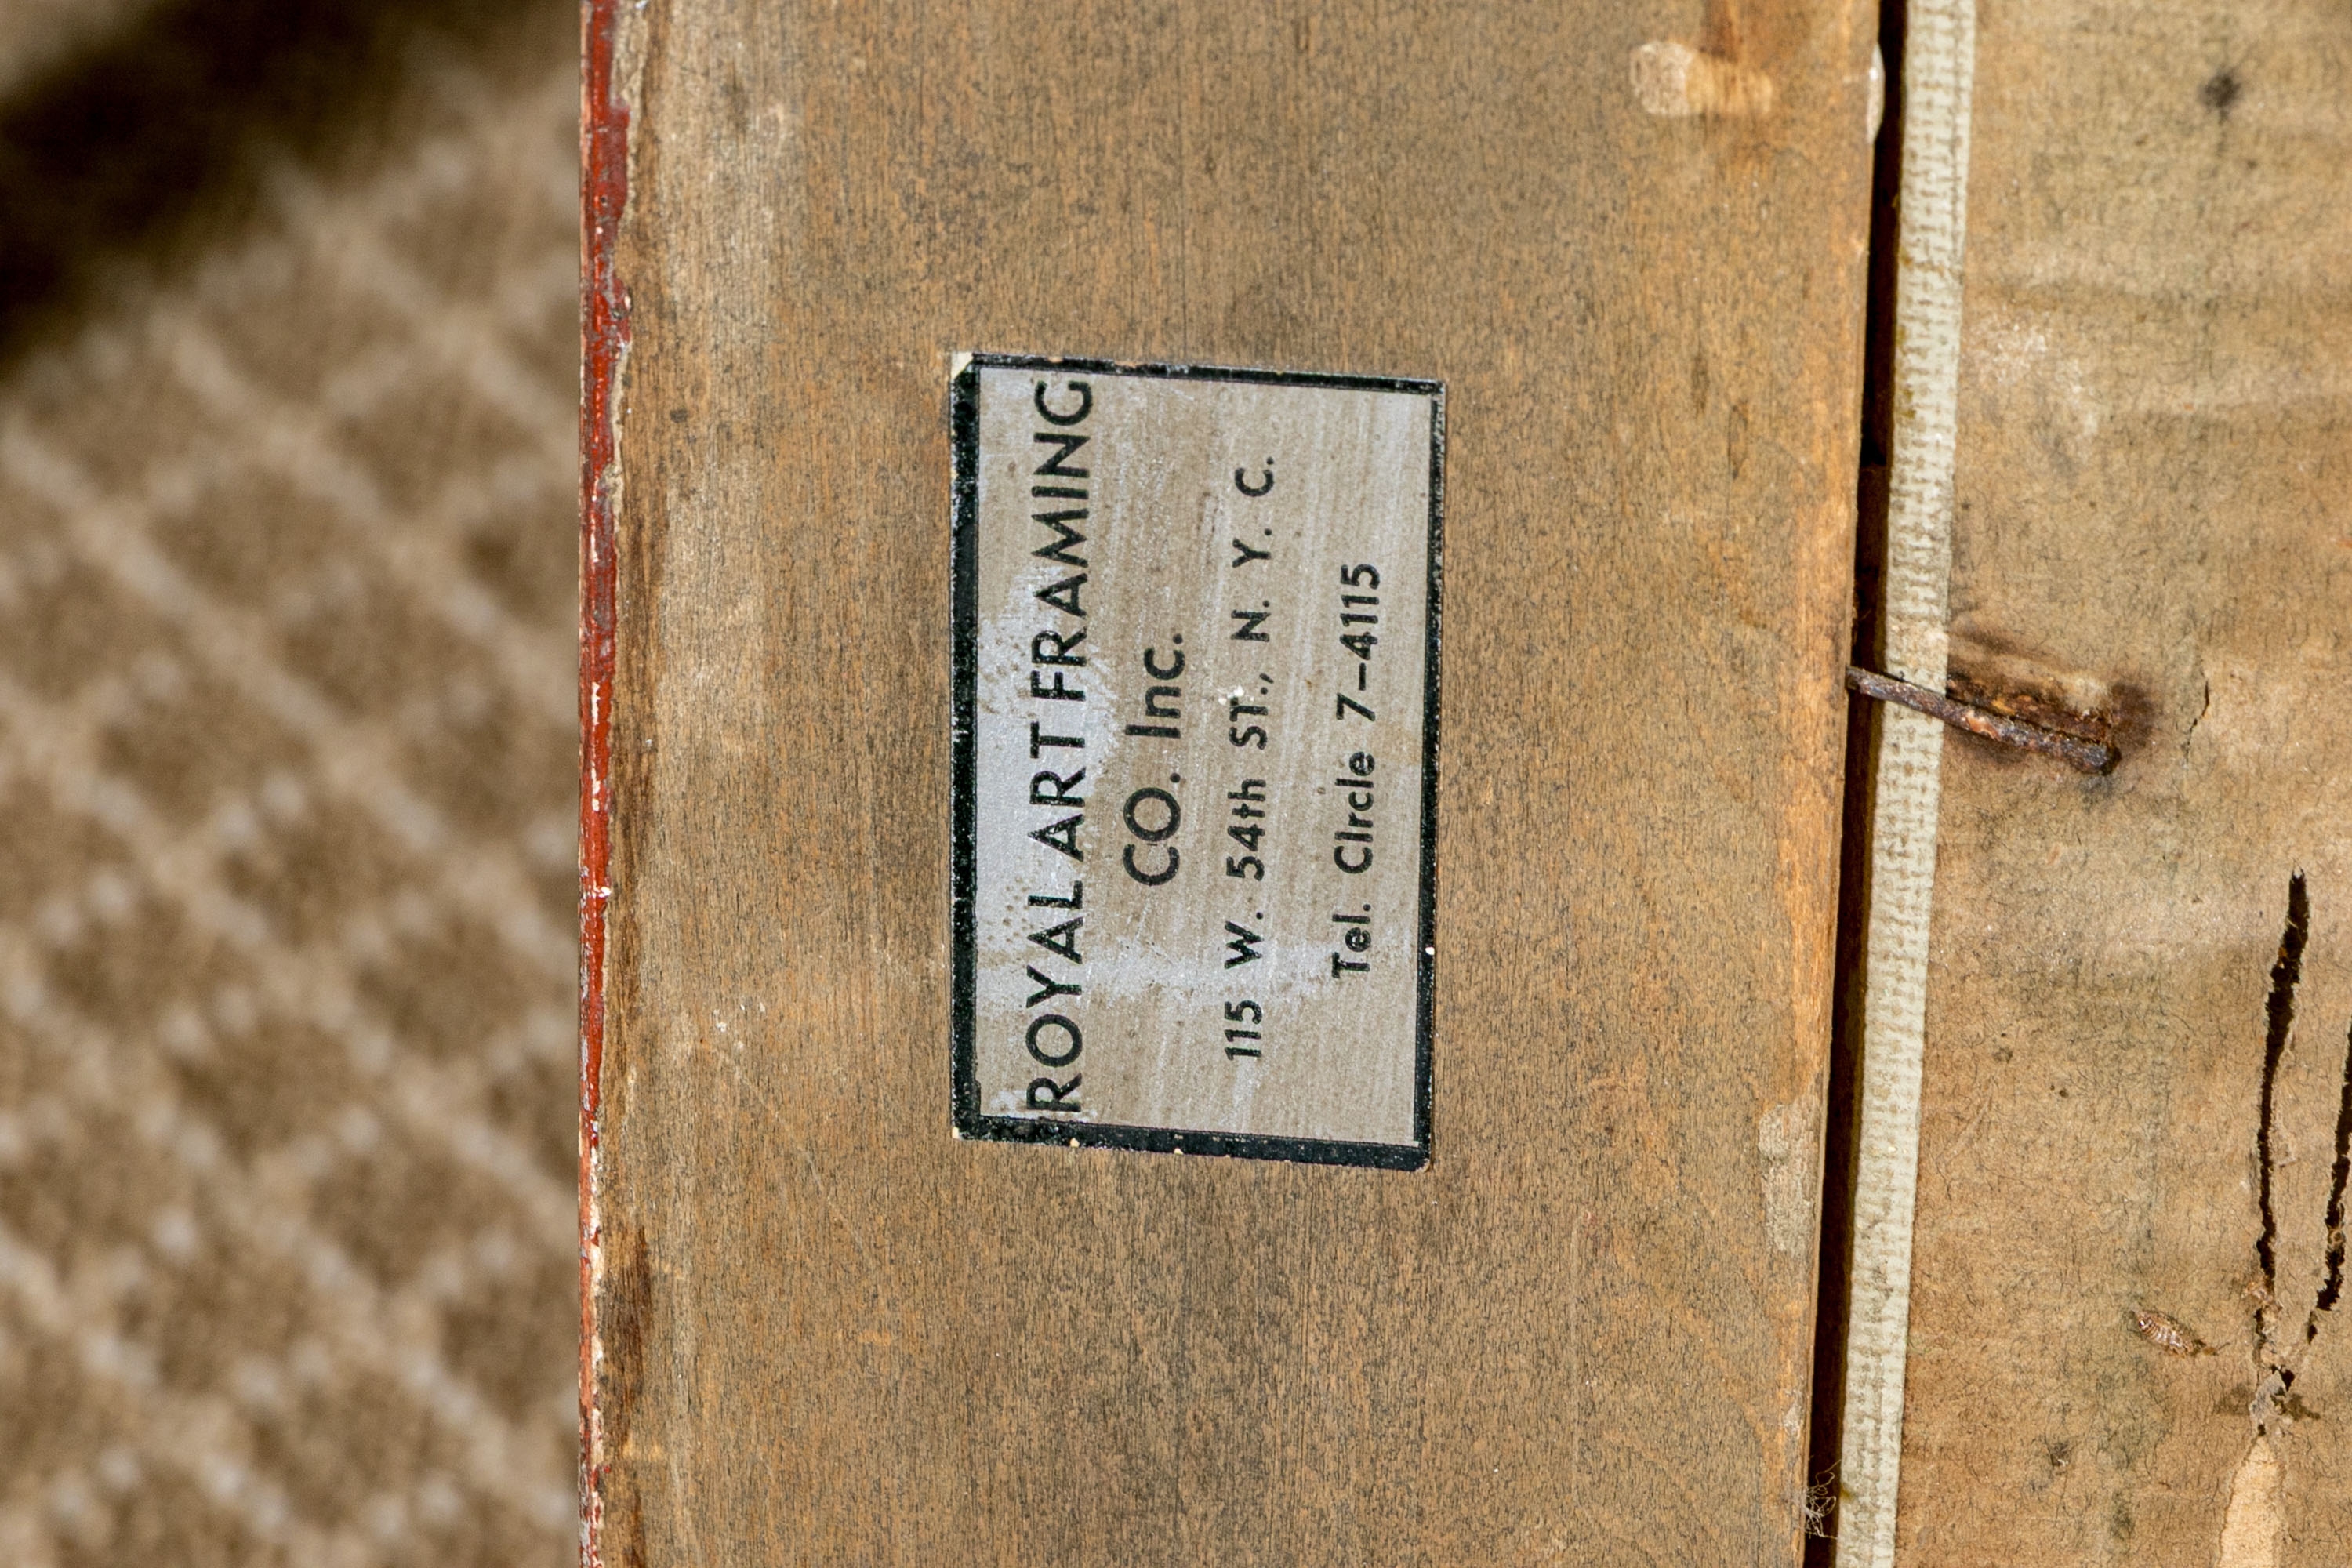 ROYAL ART FRAMING
CO. Inc.
115 W. 54th ST., N. Y. C.
Tel. CIrcle 7-4115